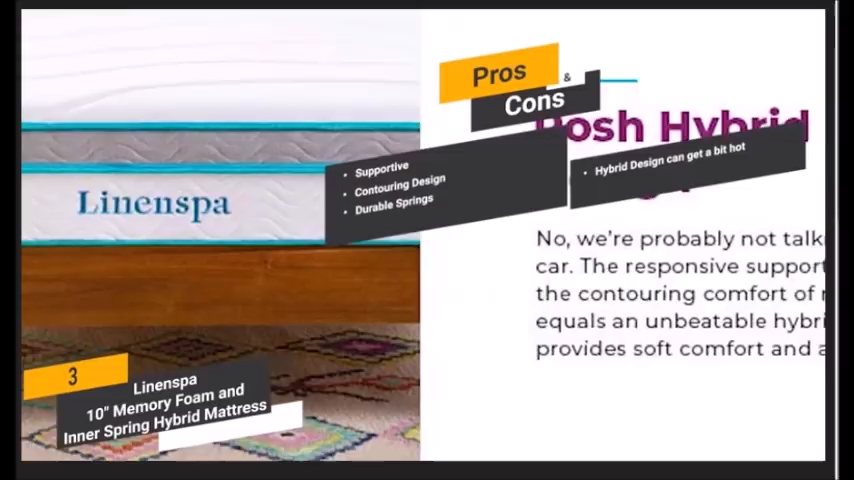 Pros
&
Cons
Posh Hybrid
Linenspa
• Supportive
• Contouring Design
• Durable Springs
• Hybrid Design can get a bit hot
No, we're probably not talk
car. The responsive support
the contouring comfort of
equals an unbeatable hybri
provides soft comfort and a
3
Linenspa
10" Memory Foam and
Inner Spring Hybrid Mattress